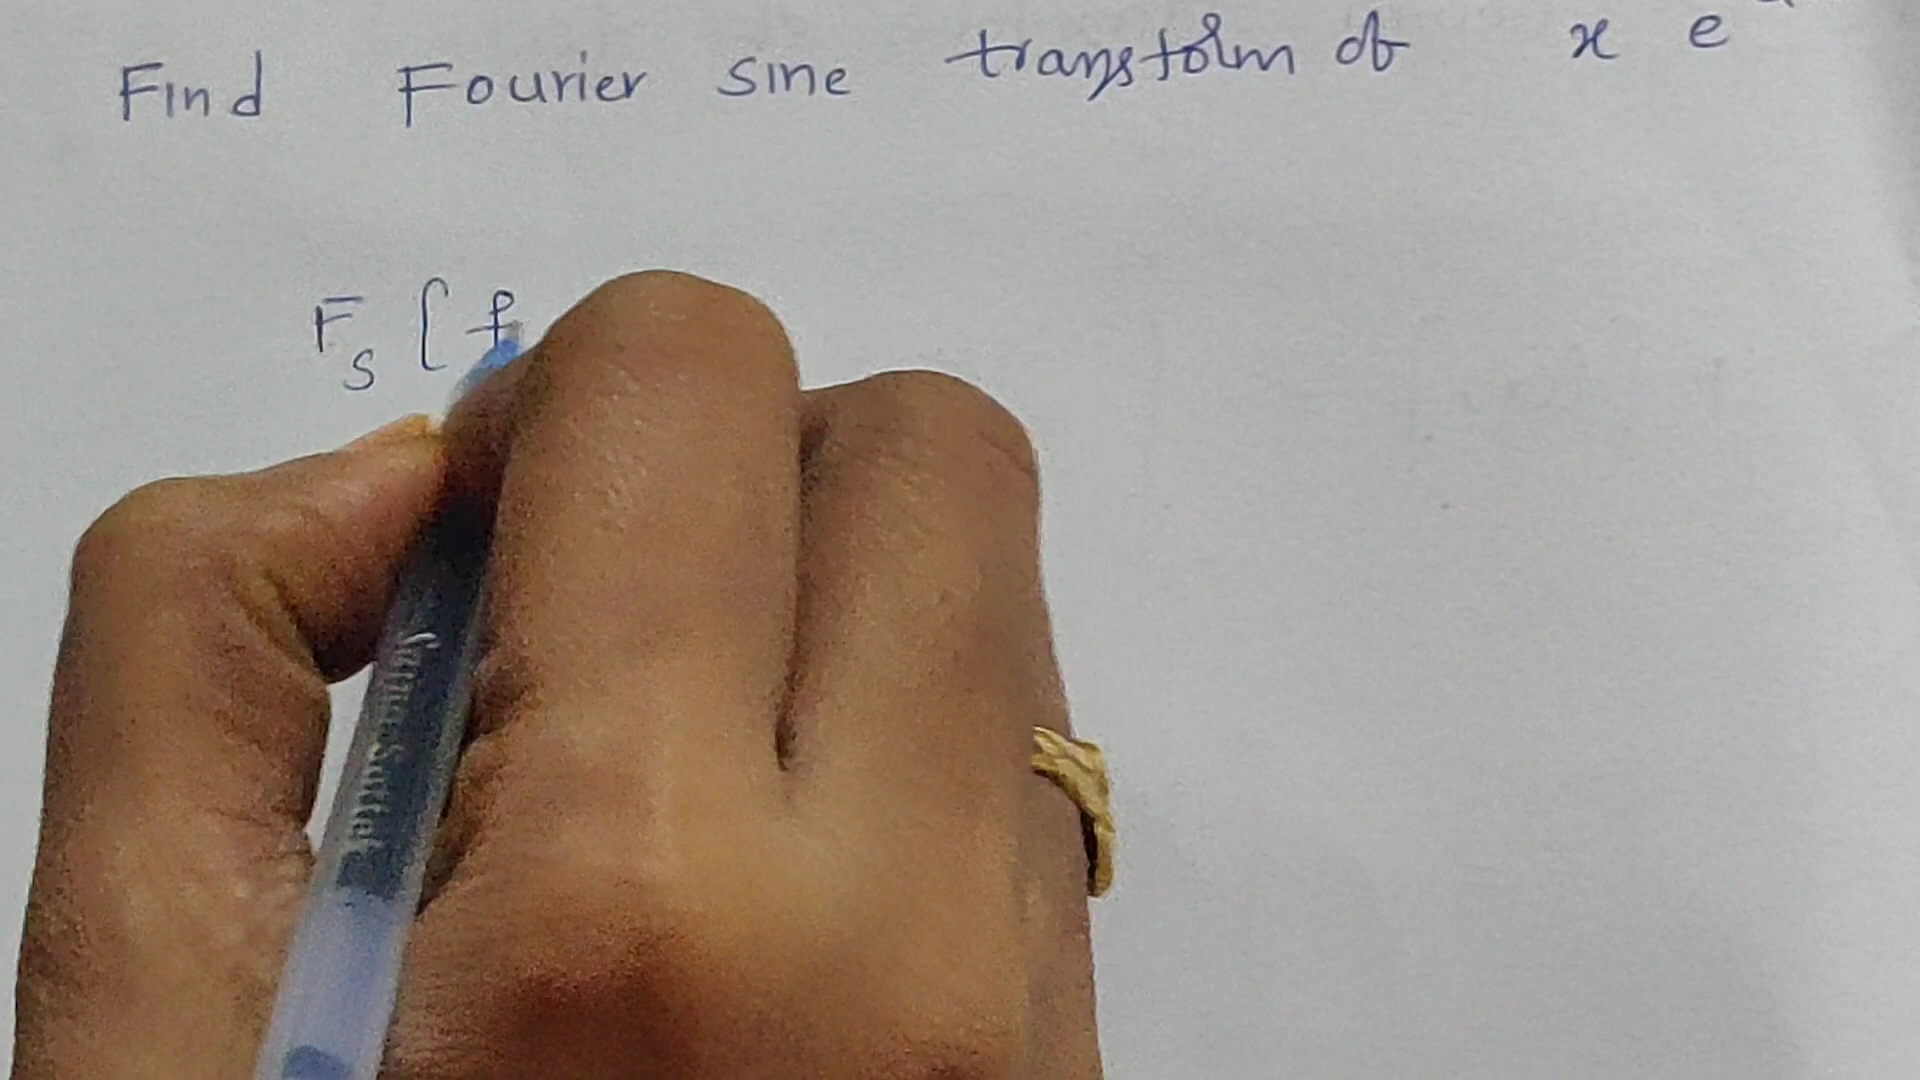 Find Fourier sine transform of x e
F_s [ f